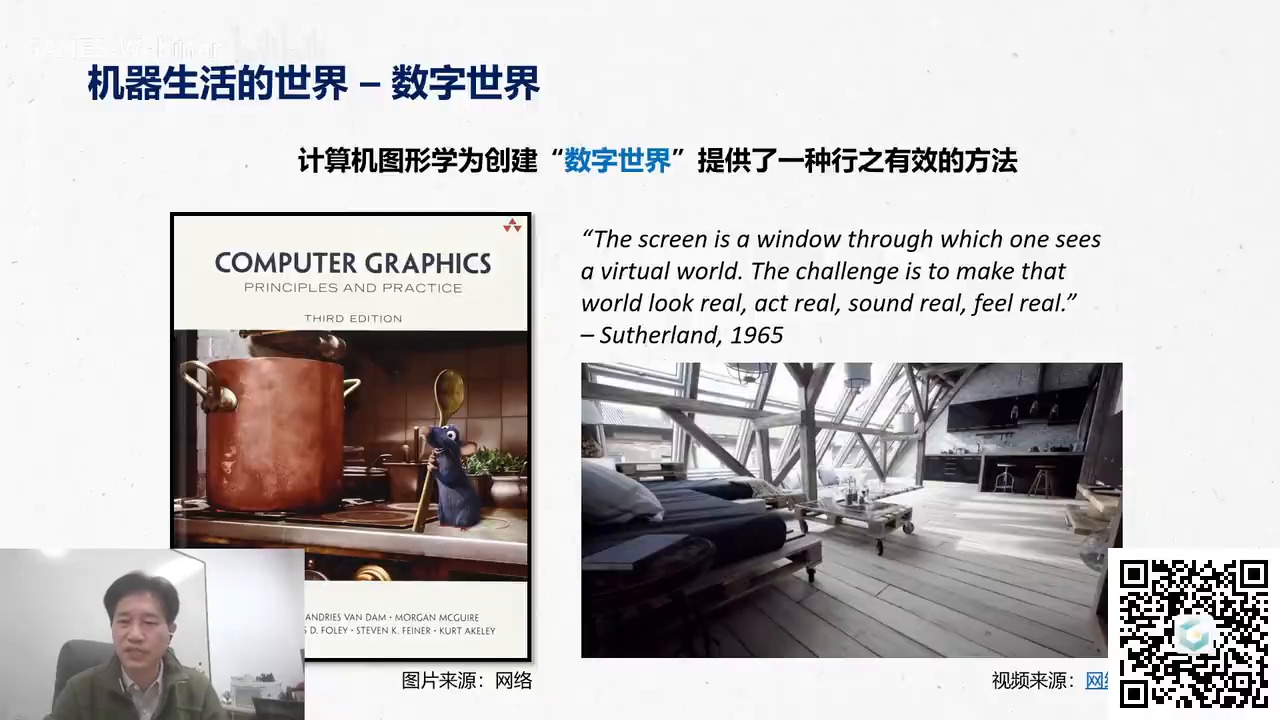 GAMES-Webinar
机器生活的世界 – 数字世界
计算机图形学为创建“数字世界”提供了一种行之有效的方法
COMPUTER GRAPHICS
PRINCIPLES AND PRACTICE
THIRD EDITION
ANDRIES VAN DAM • MORGAN MCGUIRE
D. FOLEY • STEVEN K. FEINER • KURT AKELEY
图片来源：网络
“The screen is a window through which one sees
a virtual world. The challenge is to make that
world look real, act real, sound real, feel real.”
– Sutherland, 1965
视频来源：网